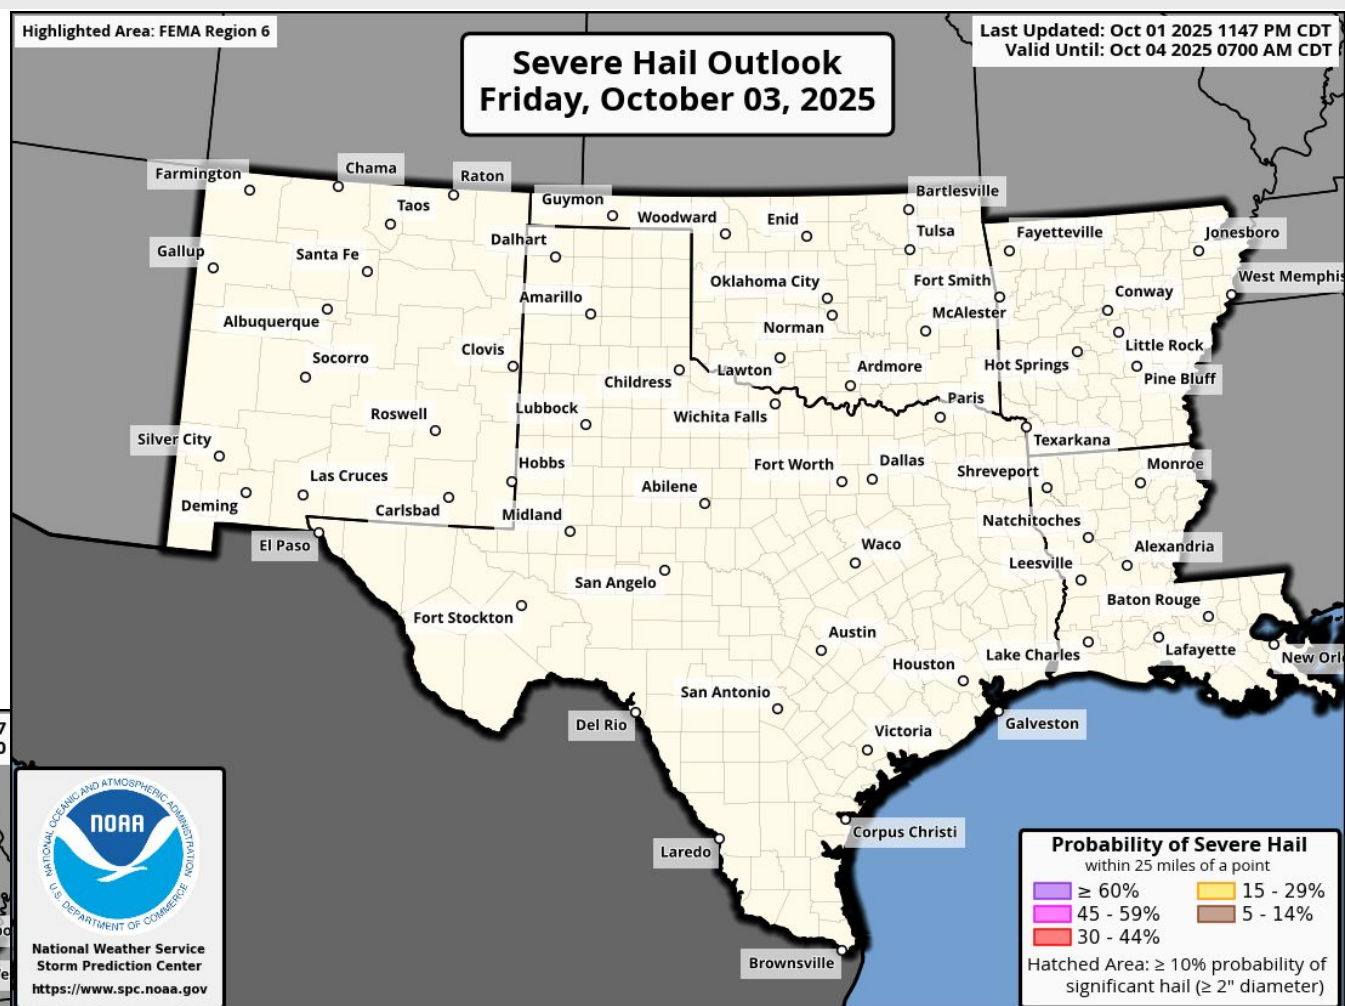 Highlighted Area: FEMA Region 6
Last Updated: Oct 01 2025 1147 PM CDT
Valid Until: Oct 04 2025 0700 AM CDT
Severe Hail Outlook
Friday, October 03, 2025
Farmington
Chama
Raton
Taos
Guymon
Woodward
Enid
Bartlesville
Tulsa
Fayetteville
Jonesboro
Gallup
Santa Fe
Dalhart
Oklahoma City
Fort Smith
West Memphis
Albuquerque
Amarillo
Norman
McAlester
Conway
Little Rock
Socorro
Clovis
Childress
Lawton
Ardmore
Hot Springs
Pine Bluff
Roswell
Lubbock
Wichita Falls
Paris
Texarkana
Silver City
Las Cruces
Hobbs
Abilene
Fort Worth
Dallas
Shreveport
Monroe
Deming
Carlsbad
Midland
Natchitoches
El Paso
Waco
Alexandria
San Angelo
Leesville
Fort Stockton
Baton Rouge
Austin
Lake Charles
Lafayette
New Orl
Houston
San Antonio
Del Rio
Victoria
Galveston
7
0
Corpus Christi
Laredo
Brownsville
NATIONAL OCEANIC AND ATMOSPHERIC ADMINISTRATION
NOAA
U.S. DEPARTMENT OF COMMERCE
National Weather Service
Storm Prediction Center
https://www.spc.noaa.gov
Probability of Severe Hail
within 25 miles of a point
≥ 60%
15 - 29%
45 - 59%
5 - 14%
30 - 44%
Hatched Area: ≥ 10% probability of
significant hail (≥ 2" diameter)